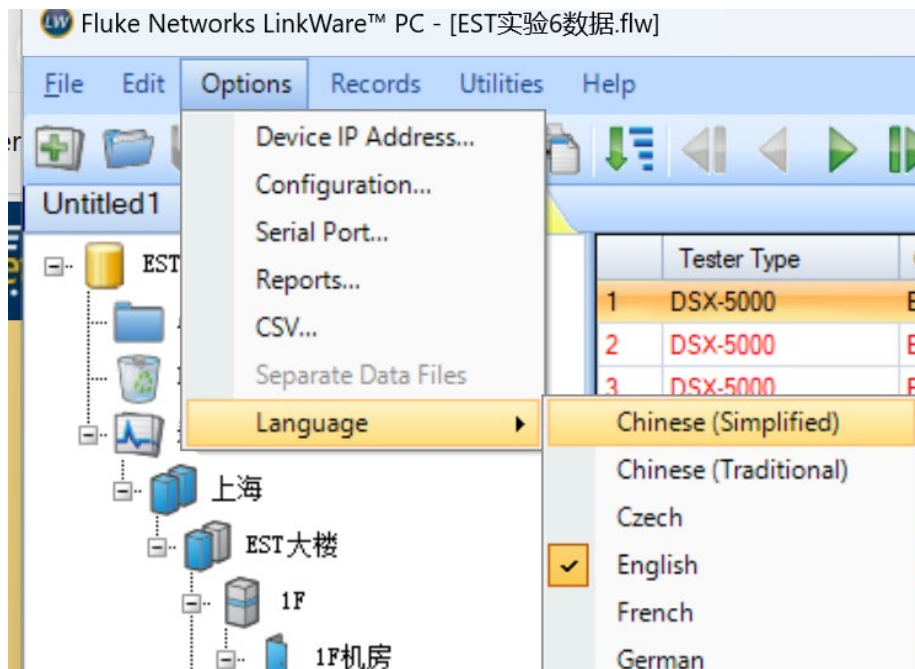 Fluke Networks LinkWare™ PC - [EST实验6数据.flw]
File Edit Options Records Utilities Help
Untitled1
Device IP Address...
Configuration...
Serial Port...
Reports...
CSV...
Separate Data Files
Language
Chinese (Simplified)
Chinese (Traditional)
Czech
English
French
German
EST
上海
EST大楼
1F
1F机房
Tester Type
1 DSX-5000
2 DSX-5000
3 DSX-5000